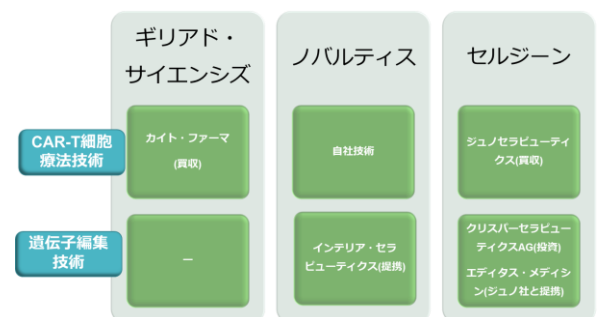 ギリアド・
サイエンシズ
ノバルティス
セルジーン
CAR-T細胞
療法技術
カイト・ファーマ
(買収)
自社技術
ジュノセラピューティ
クス(買収)
遺伝子編集
技術
—
インテリア・セラ
ピューティクス(提携)
クリスパーセラピュー
ティクスAG(投資)
エディタス・メディシ
ン(ジュノ社と提携)